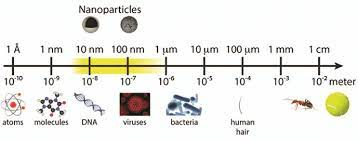 Nanoparticles
1 Å 1 nm 10 nm 100 nm 1 μm 10 μm 100 μm 1 mm 1 cm
10⁻¹⁰ 10⁻⁹ 10⁻⁸ 10⁻⁷ 10⁻⁶ 10⁻⁵ 10⁻⁴ 10⁻³ 10⁻² meter
atoms molecules DNA viruses bacteria human
hair